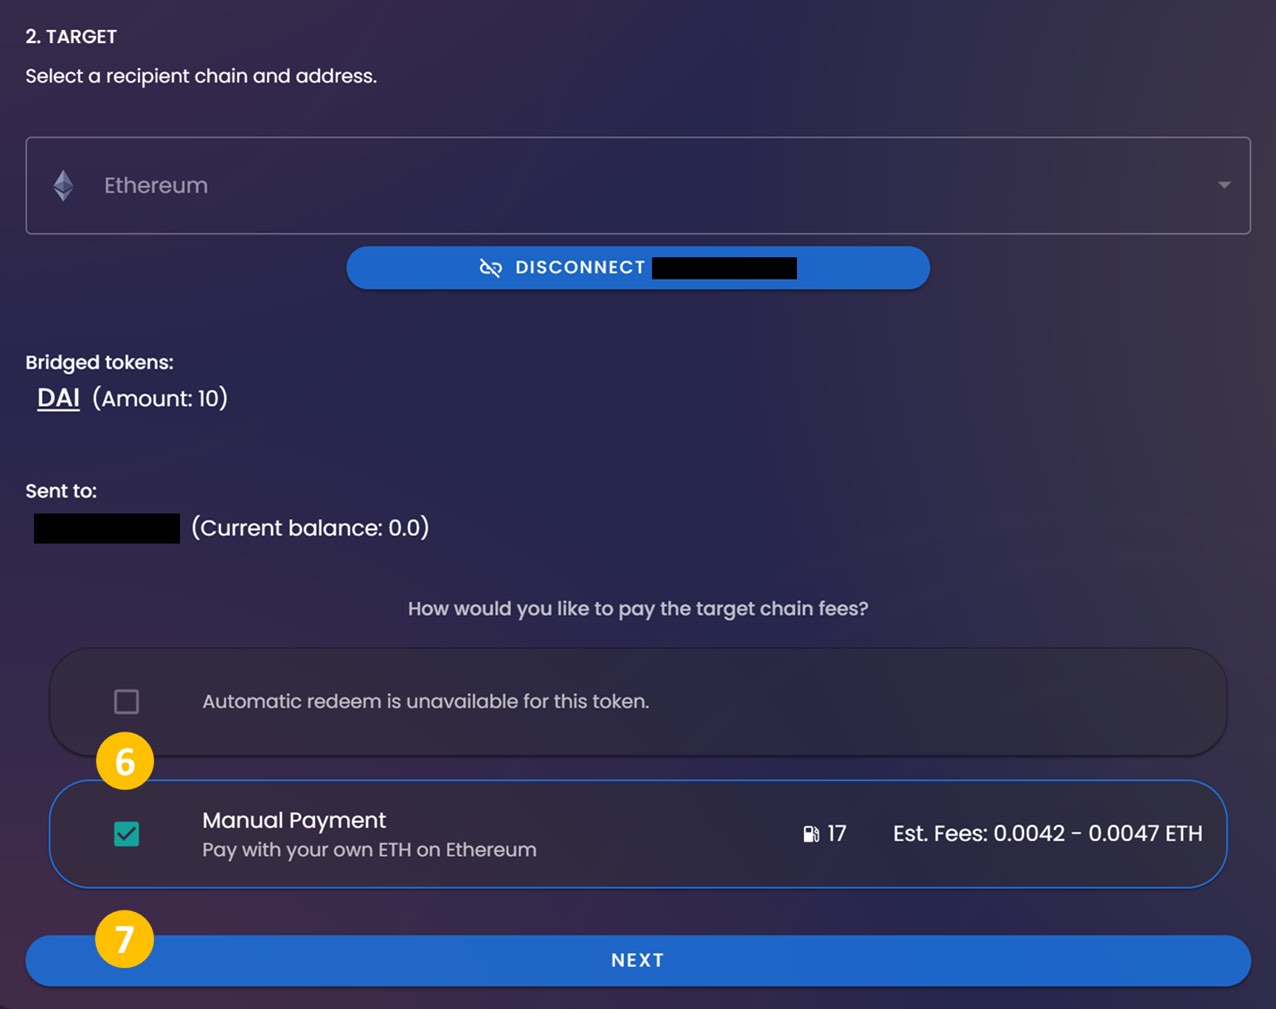 2. TARGET
Select a recipient chain and address.
Ethereum
DISCONNECT
Bridged tokens:
DAI (Amount: 10)
Sent to:
(Current balance: 0.0)
How would you like to pay the target chain fees?
Automatic redeem is unavailable for this token.
6
Manual Payment
Pay with your own ETH on Ethereum
17 Est. Fees: 0.0042 - 0.0047 ETH
7
NEXT